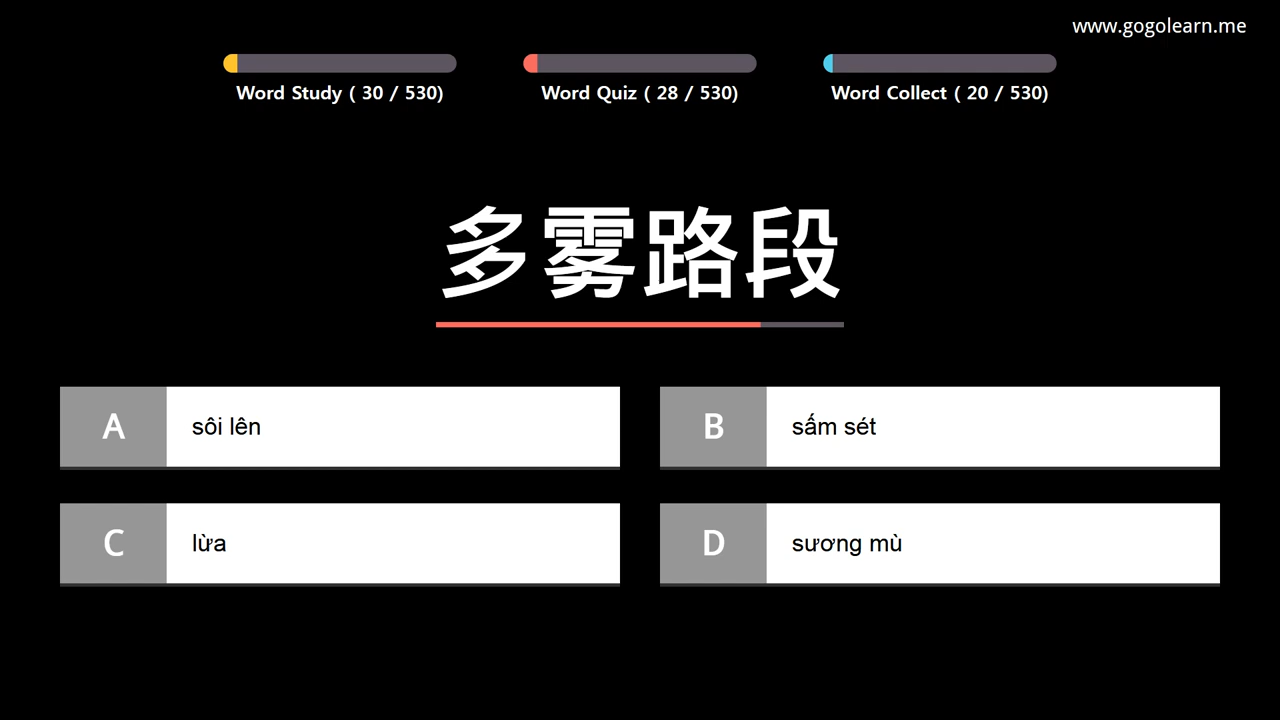 www.gogolearn.me
Word Study ( 30 / 530)
Word Quiz ( 28 / 530)
Word Collect ( 20 / 530)
多雾路段
A sôi lên
B sấm sét
C lừa
D sương mù